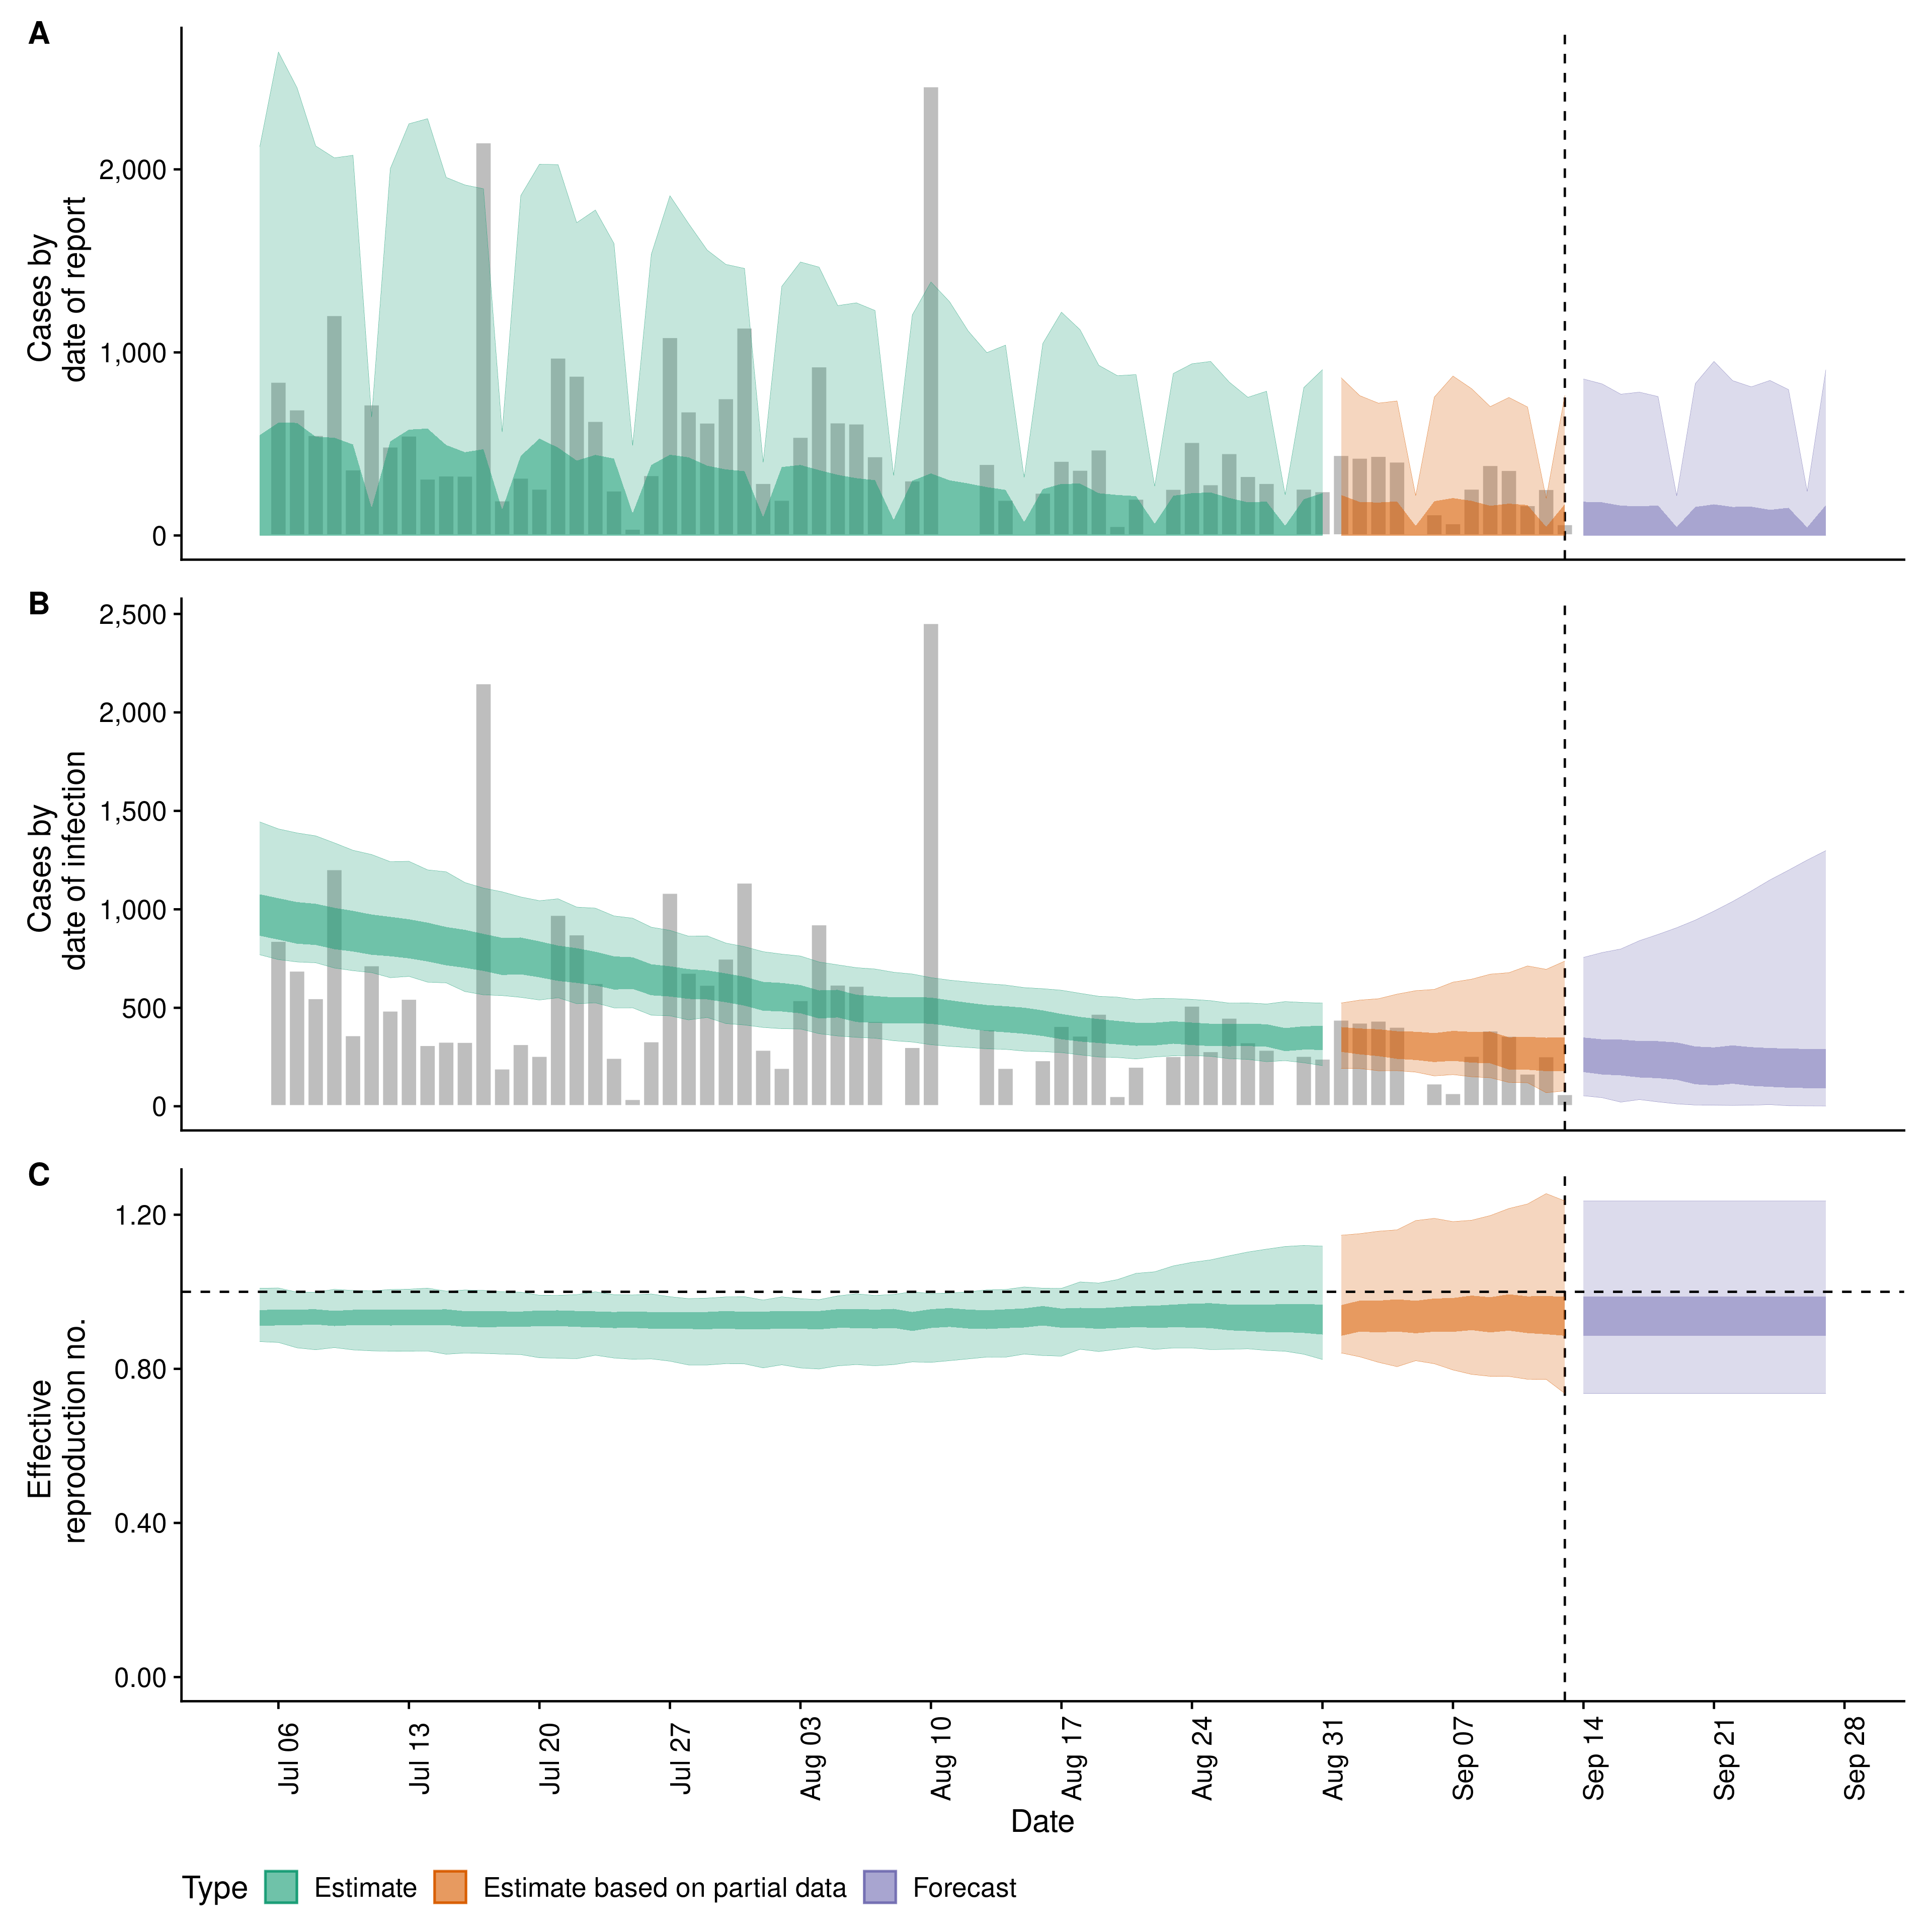 A
Cases by
date of report
2,000
1,000
0
B
Cases by
date of infection
2,500
2,000
1,500
1,000
500
0
C
Effective
reproduction no.
1.20
0.80
0.40
0.00
Jul 06
Jul 13
Jul 20
Jul 27
Aug 03
Aug 10
Aug 17
Aug 24
Aug 31
Sep 07
Sep 14
Sep 21
Sep 28
Date
Type Estimate Estimate based on partial data Forecast